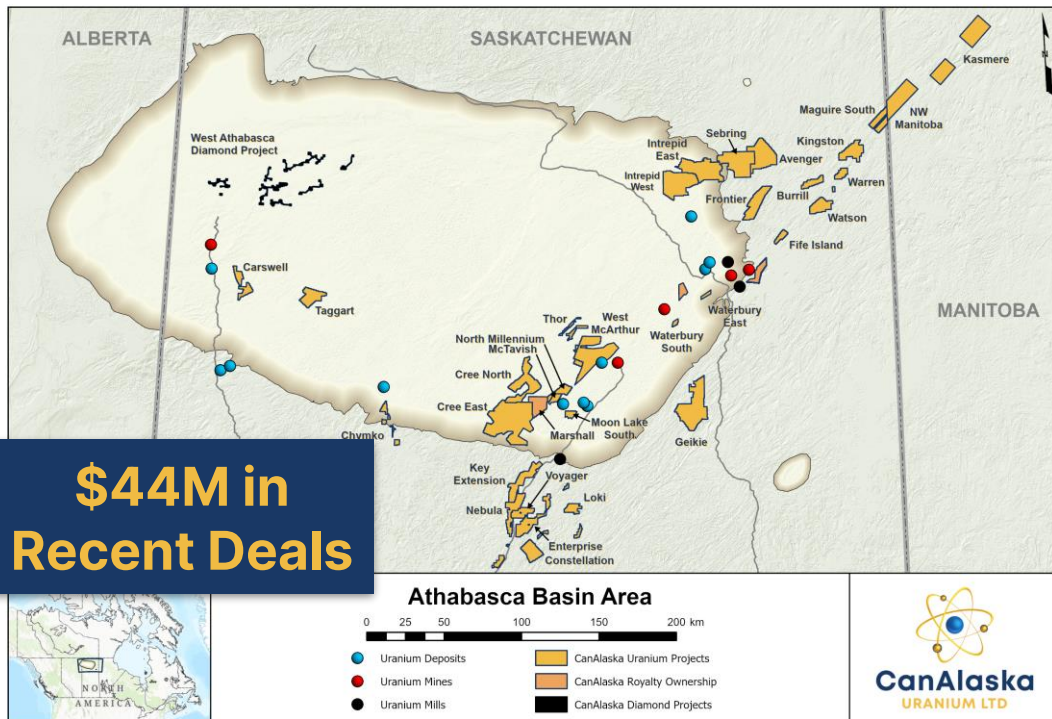 ALBERTA
SASKATCHEWAN
MANITOBA
N
Kasmere
Maguire South
NW
Manitoba
Kingston
Sebring
Intrepid
East
Avenger
Intrepid
West
Warren
Burrill
Frontier
Watson
Fife Island
West Athabasca
Diamond Project
Carswell
Taggart
Waterbury
East
Waterbury
South
Thor
West
McArthur
North Millennium
McTavish
Cree North
Cree East
Marshall
Moon Lake
South
Geikie
Chymko
Key
Extension
Voyager
Nebula
Loki
Enterprise
Constellation
$44M in
Recent Deals
Athabasca Basin Area
0 50 100 150 200 km
Uranium Deposits
Uranium Mines
Uranium Mills
CanAlaska Uranium Projects
CanAlaska Royalty Ownership
CanAlaska Diamond Projects
NORTH
AMERICA
CanAlaska
URANIUM LTD